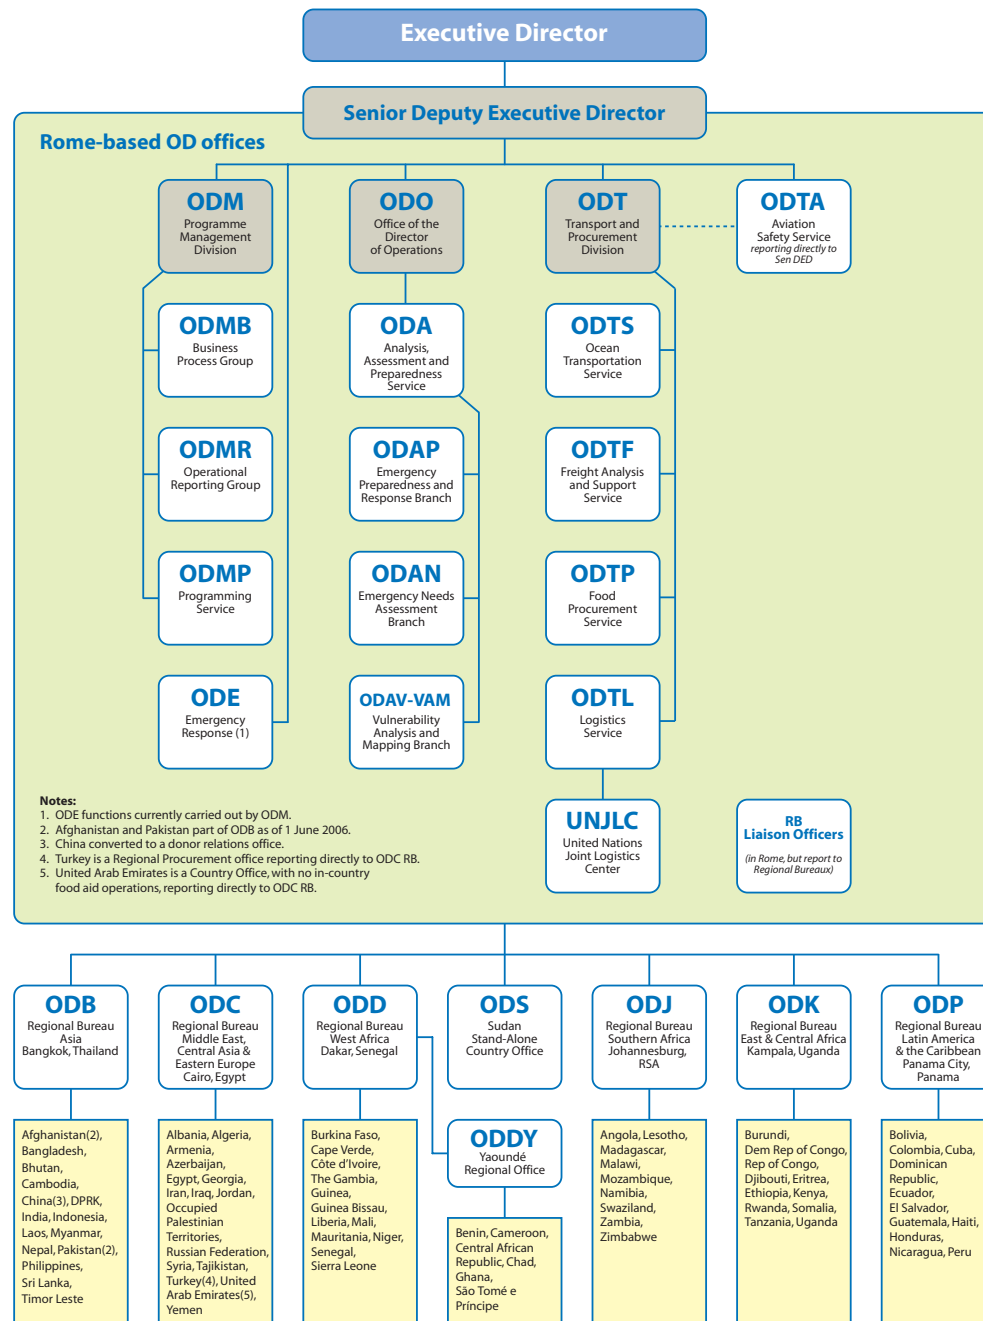 Executive Director
Senior Deputy Executive Director
Rome-based OD offices
ODM
Programme
Management
Division
ODO
Office of the
Director
of Operations
ODT
Transport and
Procurement
Division
ODTA
Aviation
Safety Service
reporting directly to
Sen DED
ODMB
Business
Process Group
ODA
Analysis,
Assessment and
Preparedness
Service
ODTS
Ocean
Transportation
Service
ODMR
Operational
Reporting Group
ODAP
Emergency
Preparedness and
Response Branch
ODTF
Freight Analysis
and Support
Service
ODMP
Programming
Service
ODAN
Emergency Needs
Assessment
Branch
ODTP
Food
Procurement
Service
ODE
Emergency
Response (1)
ODAV-VAM
Vulnerability
Analysis and
Mapping Branch
ODTL
Logistics
Service
Notes:
1. ODE functions currently carried out by ODM.
2. Afghanistan and Pakistan part of ODB as of 1 June 2006.
3. China converted to a donor relations office.
4. Turkey is a Regional Procurement office reporting directly to ODC RB.
5. United Arab Emirates is a Country Office, with no in-country
food aid operations, reporting directly to ODC RB.
UNJLC
United Nations
Joint Logistics
Center
RB
Liaison Officers
(in Rome, but report to
Regional Bureaux)
ODB
Regional Bureau
Asia
Bangkok, Thailand
ODC
Regional Bureau
Middle East,
Central Asia &
Eastern Europe
Cairo, Egypt
ODD
Regional Bureau
West Africa
Dakar, Senegal
ODS
Sudan
Stand-Alone
Country Office
ODJ
Regional Bureau
Southern Africa
Johannesburg,
RSA
ODK
Regional Bureau
East & Central Africa
Kampala, Uganda
ODP
Regional Bureau
Latin America
& the Caribbean
Panama City,
Panama
Afghanistan(2),
Bangladesh,
Bhutan,
Cambodia,
China(3), DPRK,
India, Indonesia,
Laos, Myanmar,
Nepal, Pakistan(2),
Philippines,
Sri Lanka,
Timor Leste
Albania, Algeria,
Armenia,
Azerbaijan,
Egypt, Georgia,
Iran, Iraq, Jordan,
Occupied
Palestinian
Territories,
Russian Federation,
Syria, Tajikistan,
Turkey(4), United
Arab Emirates(5),
Yemen
Burkina Faso,
Cape Verde,
Côte d'Ivoire,
The Gambia,
Guinea,
Guinea Bissau,
Liberia, Mali,
Mauritania, Niger,
Senegal,
Sierra Leone
ODDY
Yaoundé
Regional Office
Benin, Cameroon,
Central African
Republic, Chad,
Ghana,
São Tomé e
Príncipe
Angola, Lesotho,
Madagascar,
Malawi,
Mozambique,
Namibia,
Swaziland,
Zambia,
Zimbabwe
Burundi,
Dem Rep of Congo,
Rep of Congo,
Djibouti, Eritrea,
Ethiopia, Kenya,
Rwanda, Somalia,
Tanzania, Uganda
Bolivia,
Colombia, Cuba,
Dominican
Republic,
Ecuador,
El Salvador,
Guatemala, Haiti,
Honduras,
Nicaragua, Peru